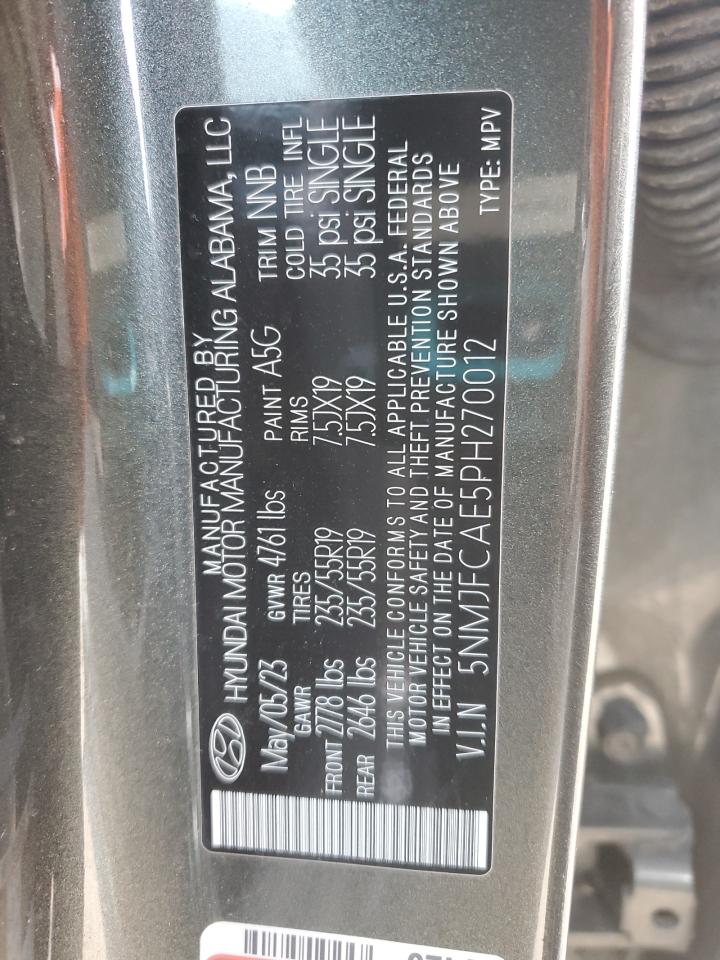 MANUFACTURED BY
HYUNDAI MOTOR MANUFACTURING ALABAMA, LLC
May/05/23 GVWR 4761 lbs PAINT A5G TRIM NNB
GAWR TIRES RIMS COLD TIRE INFL
FRONT 2778 lbs 235/55R19 7.5JX19 35 psi SINGLE
REAR 2646 lbs 235/55R19 7.5JX19 35 psi SINGLE
THIS VEHICLE CONFORMS TO ALL APPLICABLE U.S.A. FEDERAL
MOTOR VEHICLE SAFETY AND THEFT PREVENTION STANDARDS
IN EFFECT ON THE DATE OF MANUFACTURE SHOWN ABOVE
V.I.N 5NMJFCAE5PH270012 TYPE: MPV